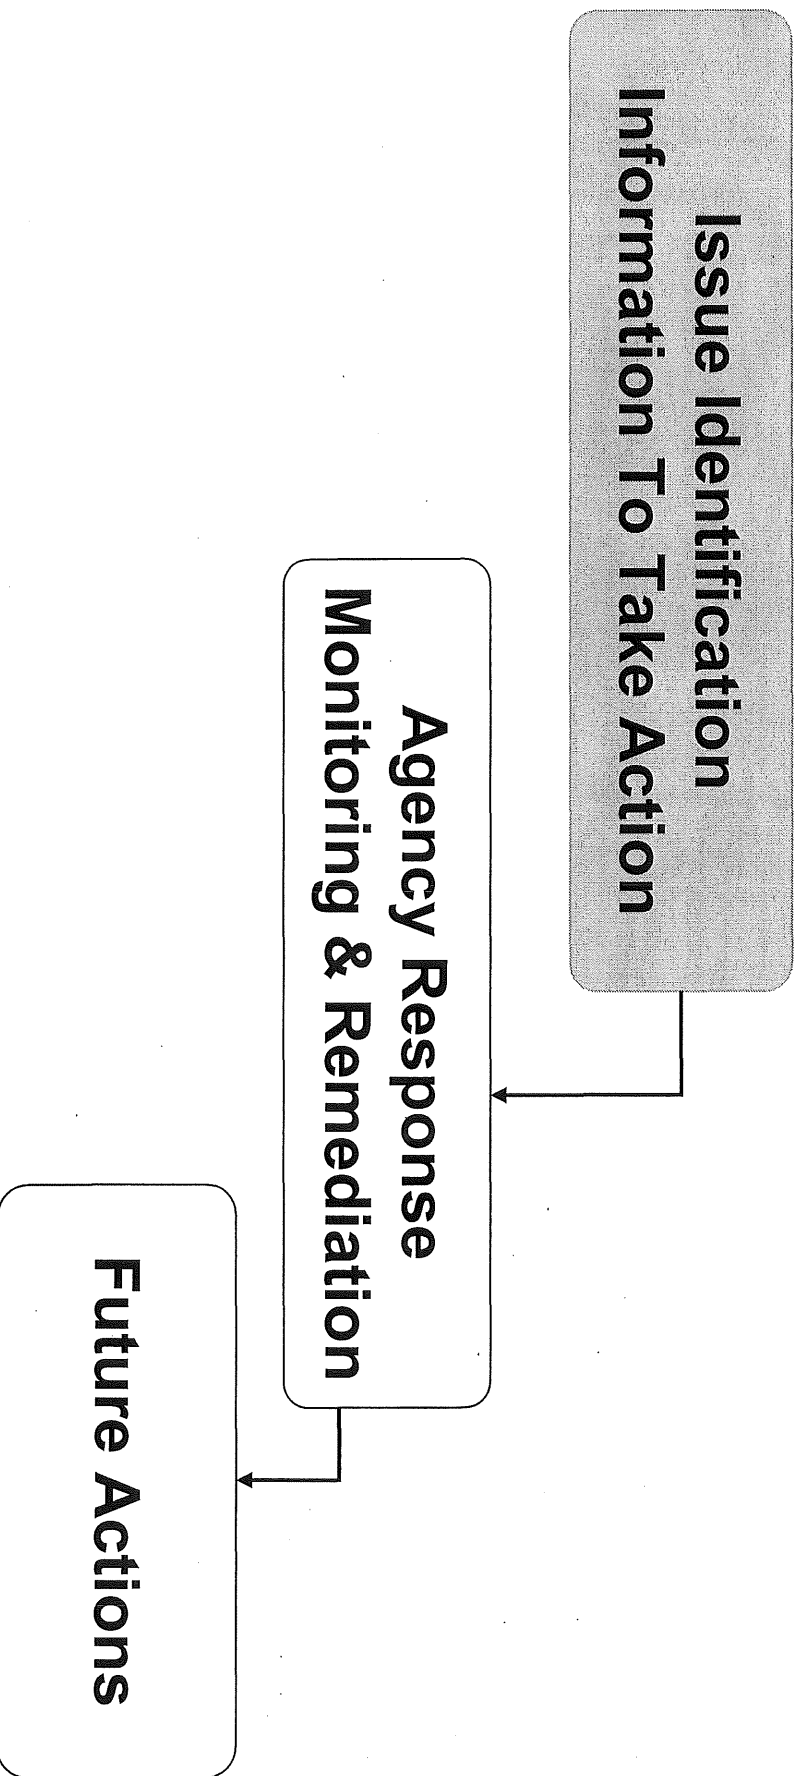 Issue Identification
Information To Take Action
Agency Response
Monitoring & Remediation
Future Actions